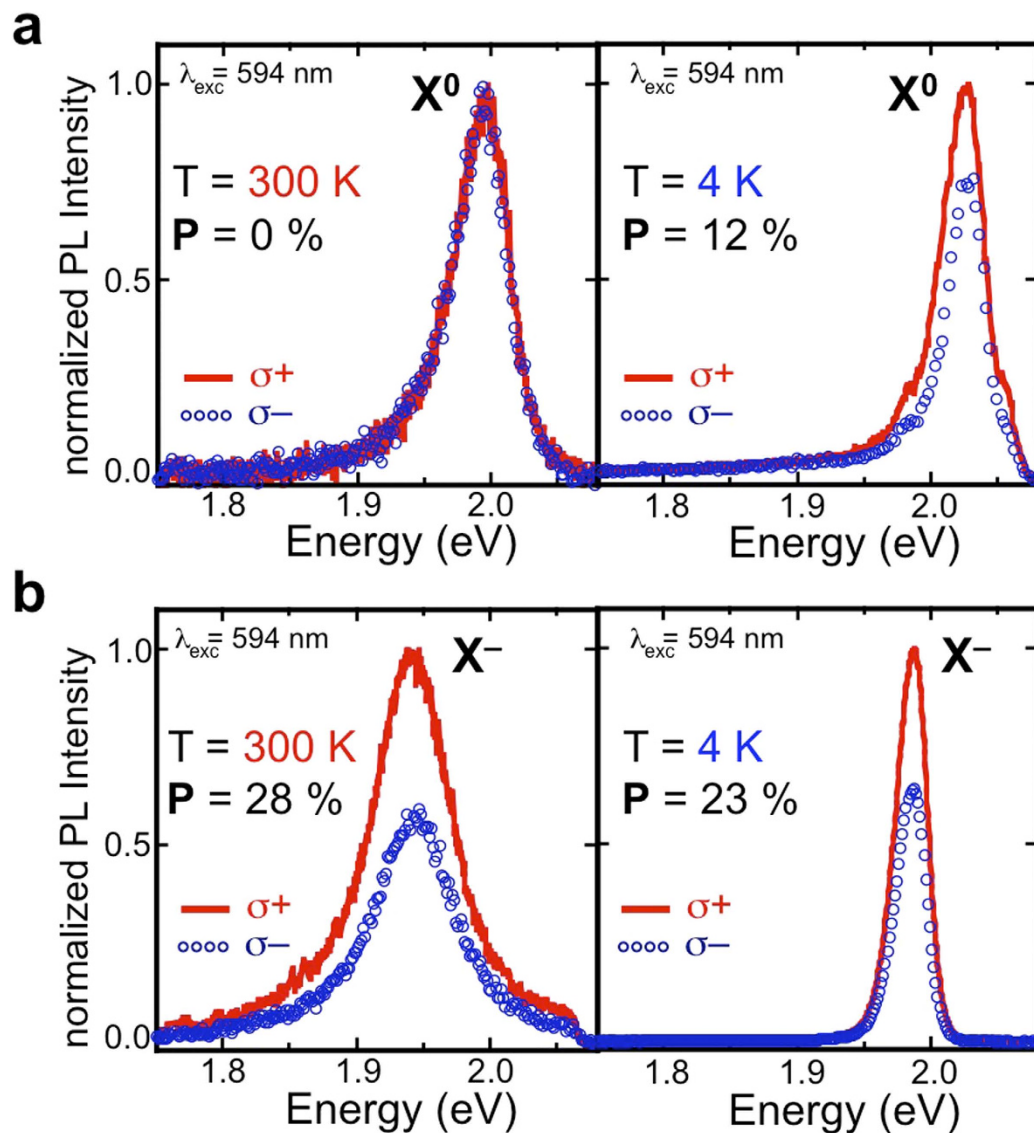 a
λexc= 594 nm
X⁰
T = 300 K
P = 0 %
σ+
σ−
λexc= 594 nm
X⁰
T = 4 K
P = 12 %
σ+
σ−
normalized PL Intensity
1.0
0.5
0.0
1.8 1.9 2.0 1.8 1.9 2.0
Energy (eV) Energy (eV)
b
λexc= 594 nm
X⁻
T = 300 K
P = 28 %
σ+
σ−
λexc= 594 nm
X⁻
T = 4 K
P = 23 %
σ+
σ−
normalized PL Intensity
1.0
0.5
0.0
1.8 1.9 2.0 1.8 1.9 2.0
Energy (eV) Energy (eV)